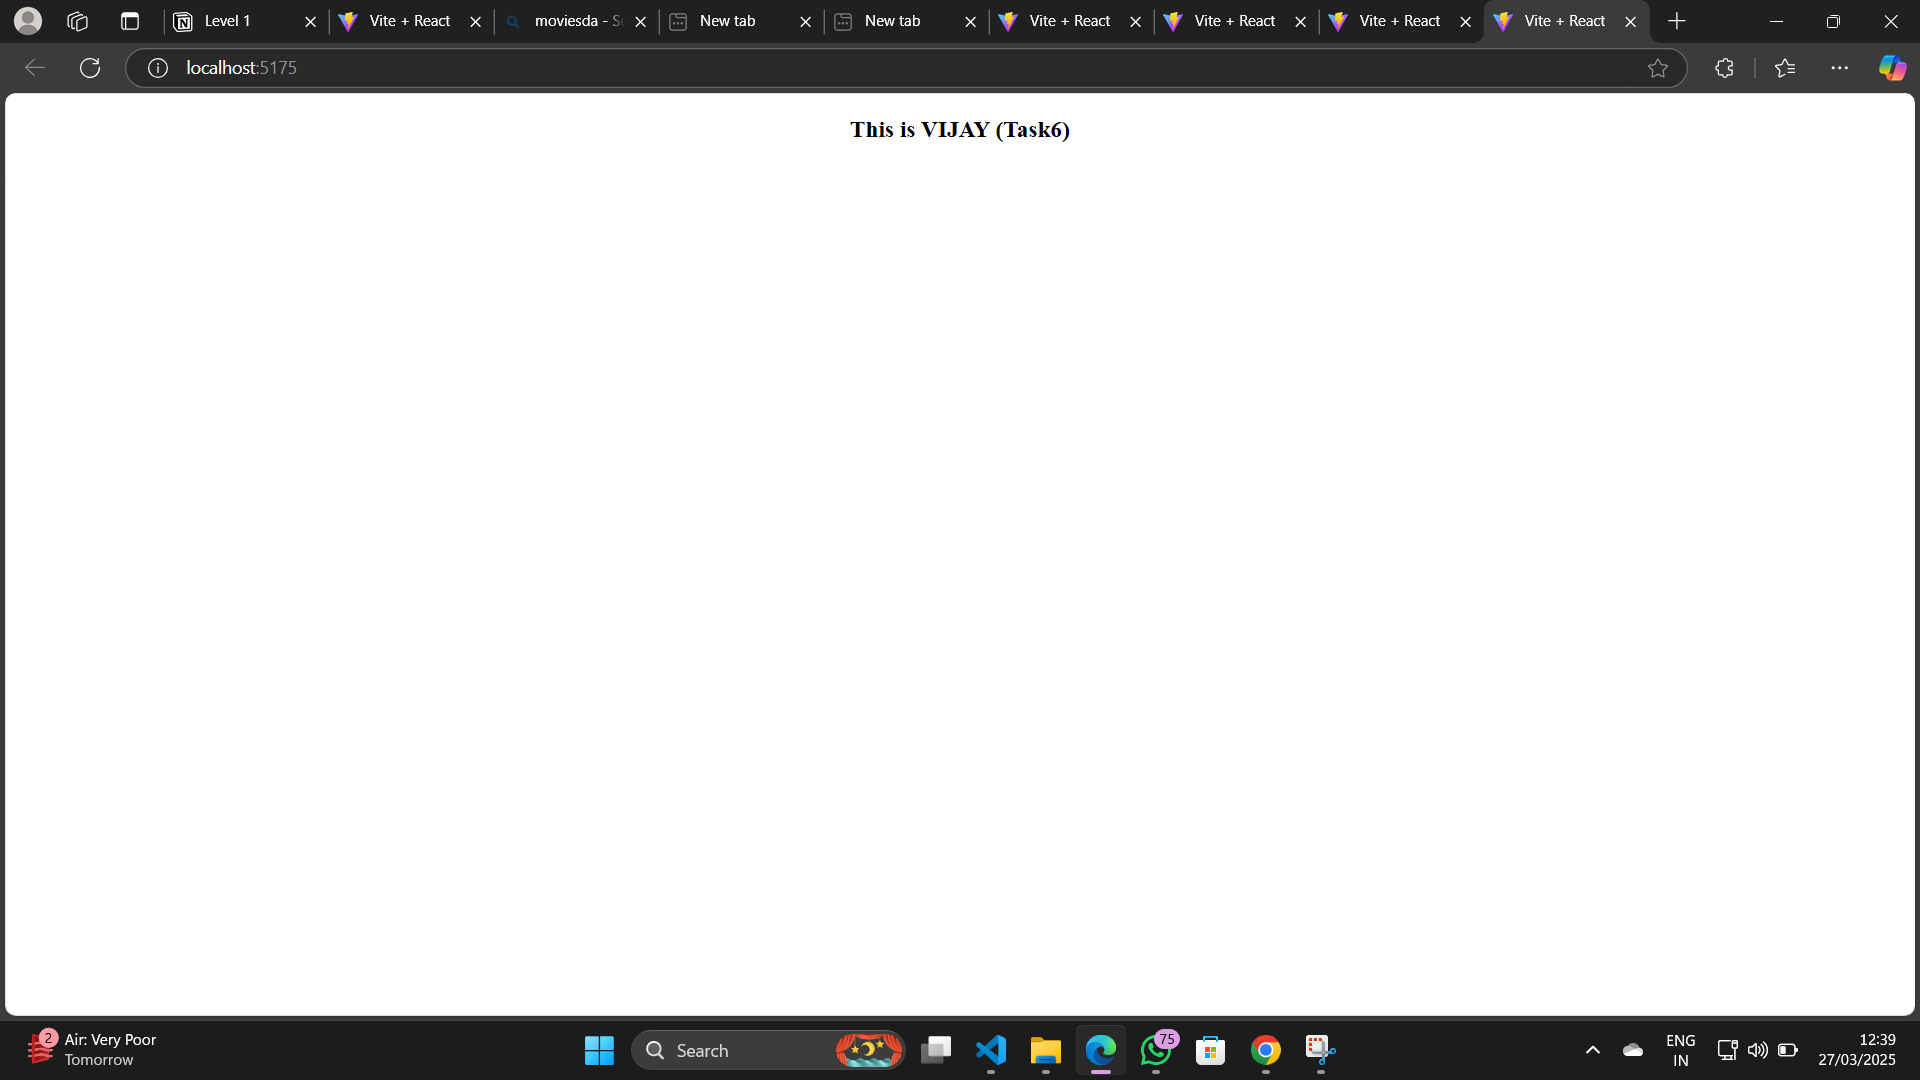 Level 1
Vite + React
moviesda - Se
New tab
New tab
Vite + React
Vite + React
Vite + React
Vite + React
localhost:5175
This is VIJAY (Task6)
2
Air: Very Poor
Tomorrow
Search
75
ENG
IN
12:39
27/03/2025